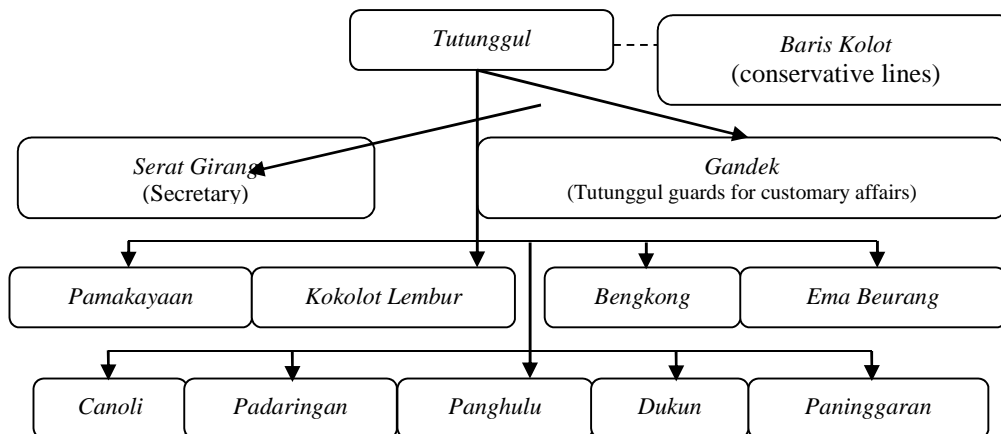 Tutunggul
Baris Kolot
(conservative lines)
Serat Girang
(Secretary)
Gandek
(Tutunggul guards for customary affairs)
Pamakayaan
Kokolot Lembur
Bengkong
Ema Beurang
Canoli
Padaringan
Panghulu
Dukun
Paninggaran